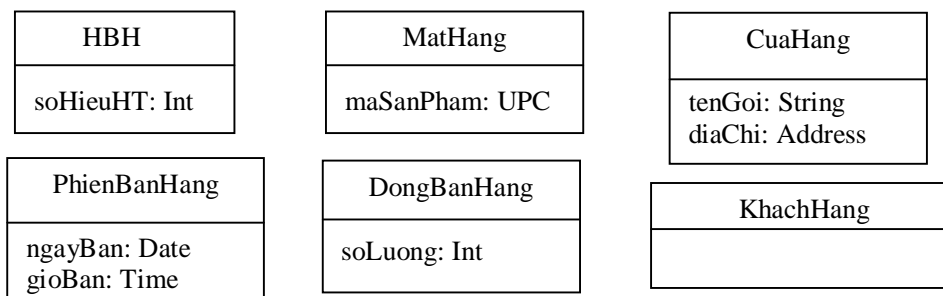 HBH
soHieuHT: Int
MatHang
maSanPham: UPC
CuaHang
tenGoi: String
diaChi: Address
PhienBanHang
ngayBan: Date
gioBan: Time
DongBanHang
soLuong: Int
KhachHang